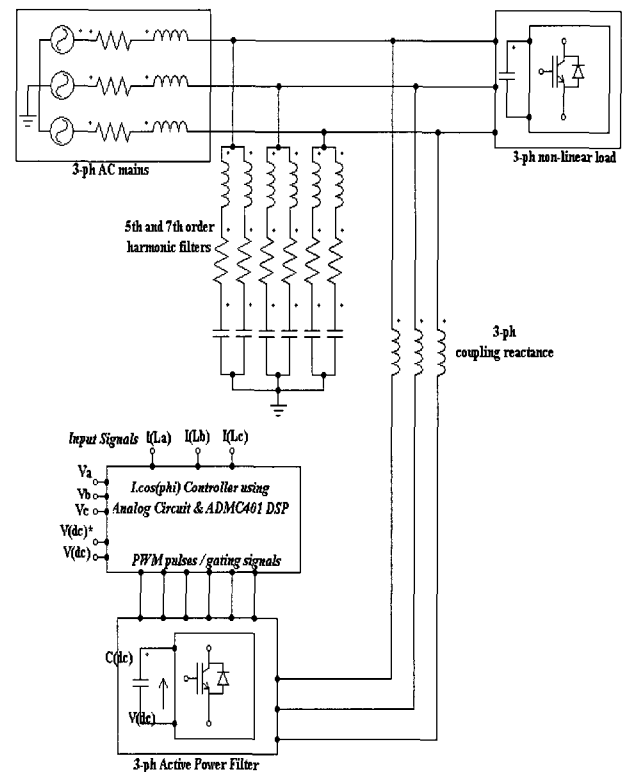 3-ph AC mains
3-ph non-linear load
5th and 7th order
harmonic filters
3-ph
coupling reactance
Input Signals I(La) I(Lb) I(Lc)
Va
Vb
Vc
V(dc)*
V(dc)
I.cos(phi) Controller using
Analog Circuit & ADMC401 DSP
PWM pulses / gating signals
C(dc)
V(dc)
3-ph Active Power Filter